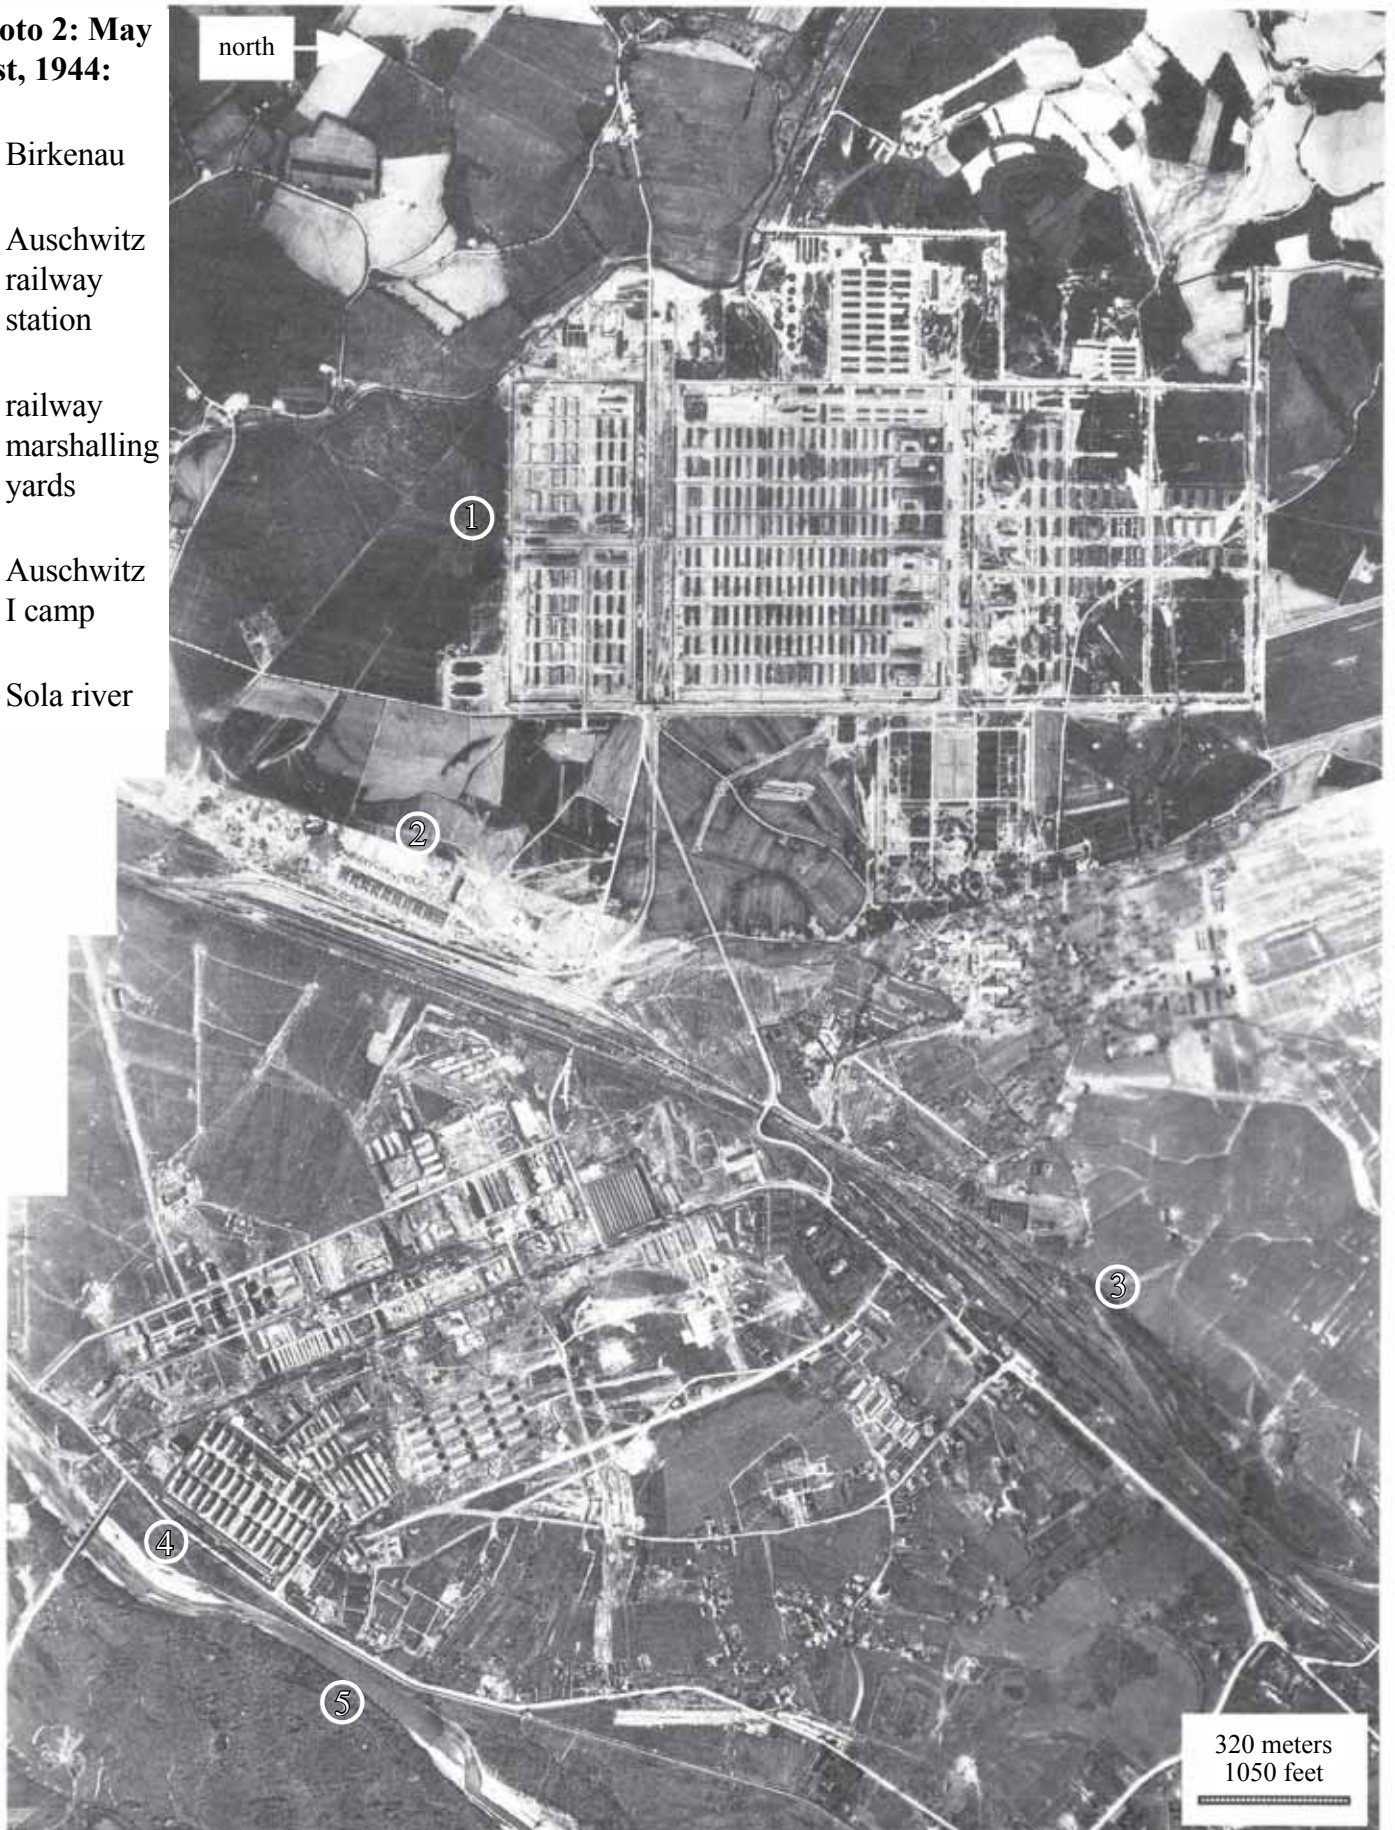 oto 2: May
st, 1944:
Birkenau
Auschwitz
railway
station
railway
marshalling
yards
Auschwitz
I camp
Sola river
north
1
2
3
4
5
320 meters
1050 feet